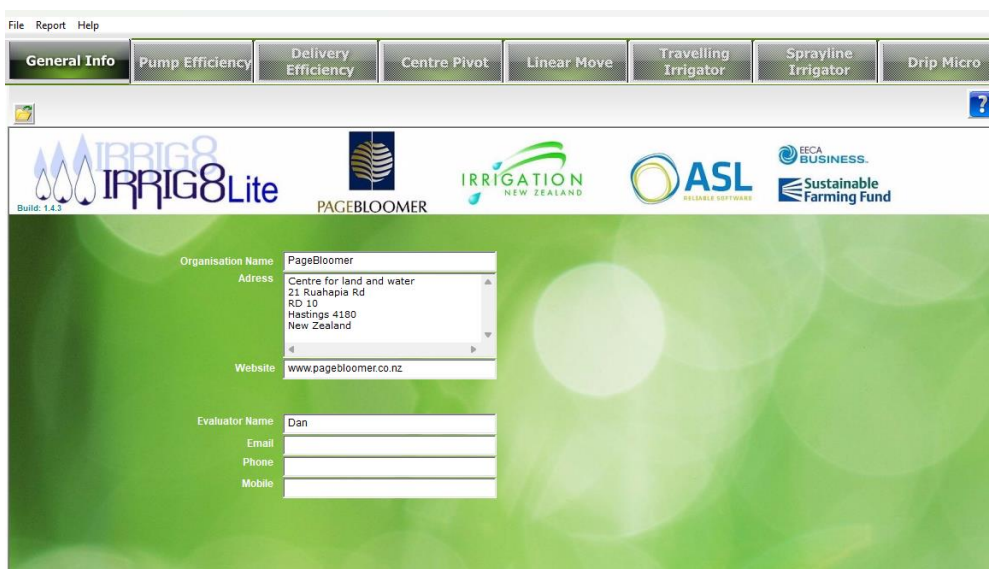 File Report Help
General Info Pump Efficiency Delivery Efficiency Centre Pivot Linear Move Travelling Irrigator Sprayline Irrigator Drip Micro
?
IRRIG8
IRRIG8Lite
Build: 1.4.3
PAGEBLOOMER
IRRIGATION
NEW ZEALAND
ASL
RELIABLE SOFTWARE
EECA
BUSINESS.
Sustainable
Farming Fund
Organisation Name PageBloomer
Adress Centre for land and water
21 Ruahapia Rd
RD 10
Hastings 4180
New Zealand
Website www.pagebloomer.co.nz
Evaluator Name Dan
Email
Phone
Mobile